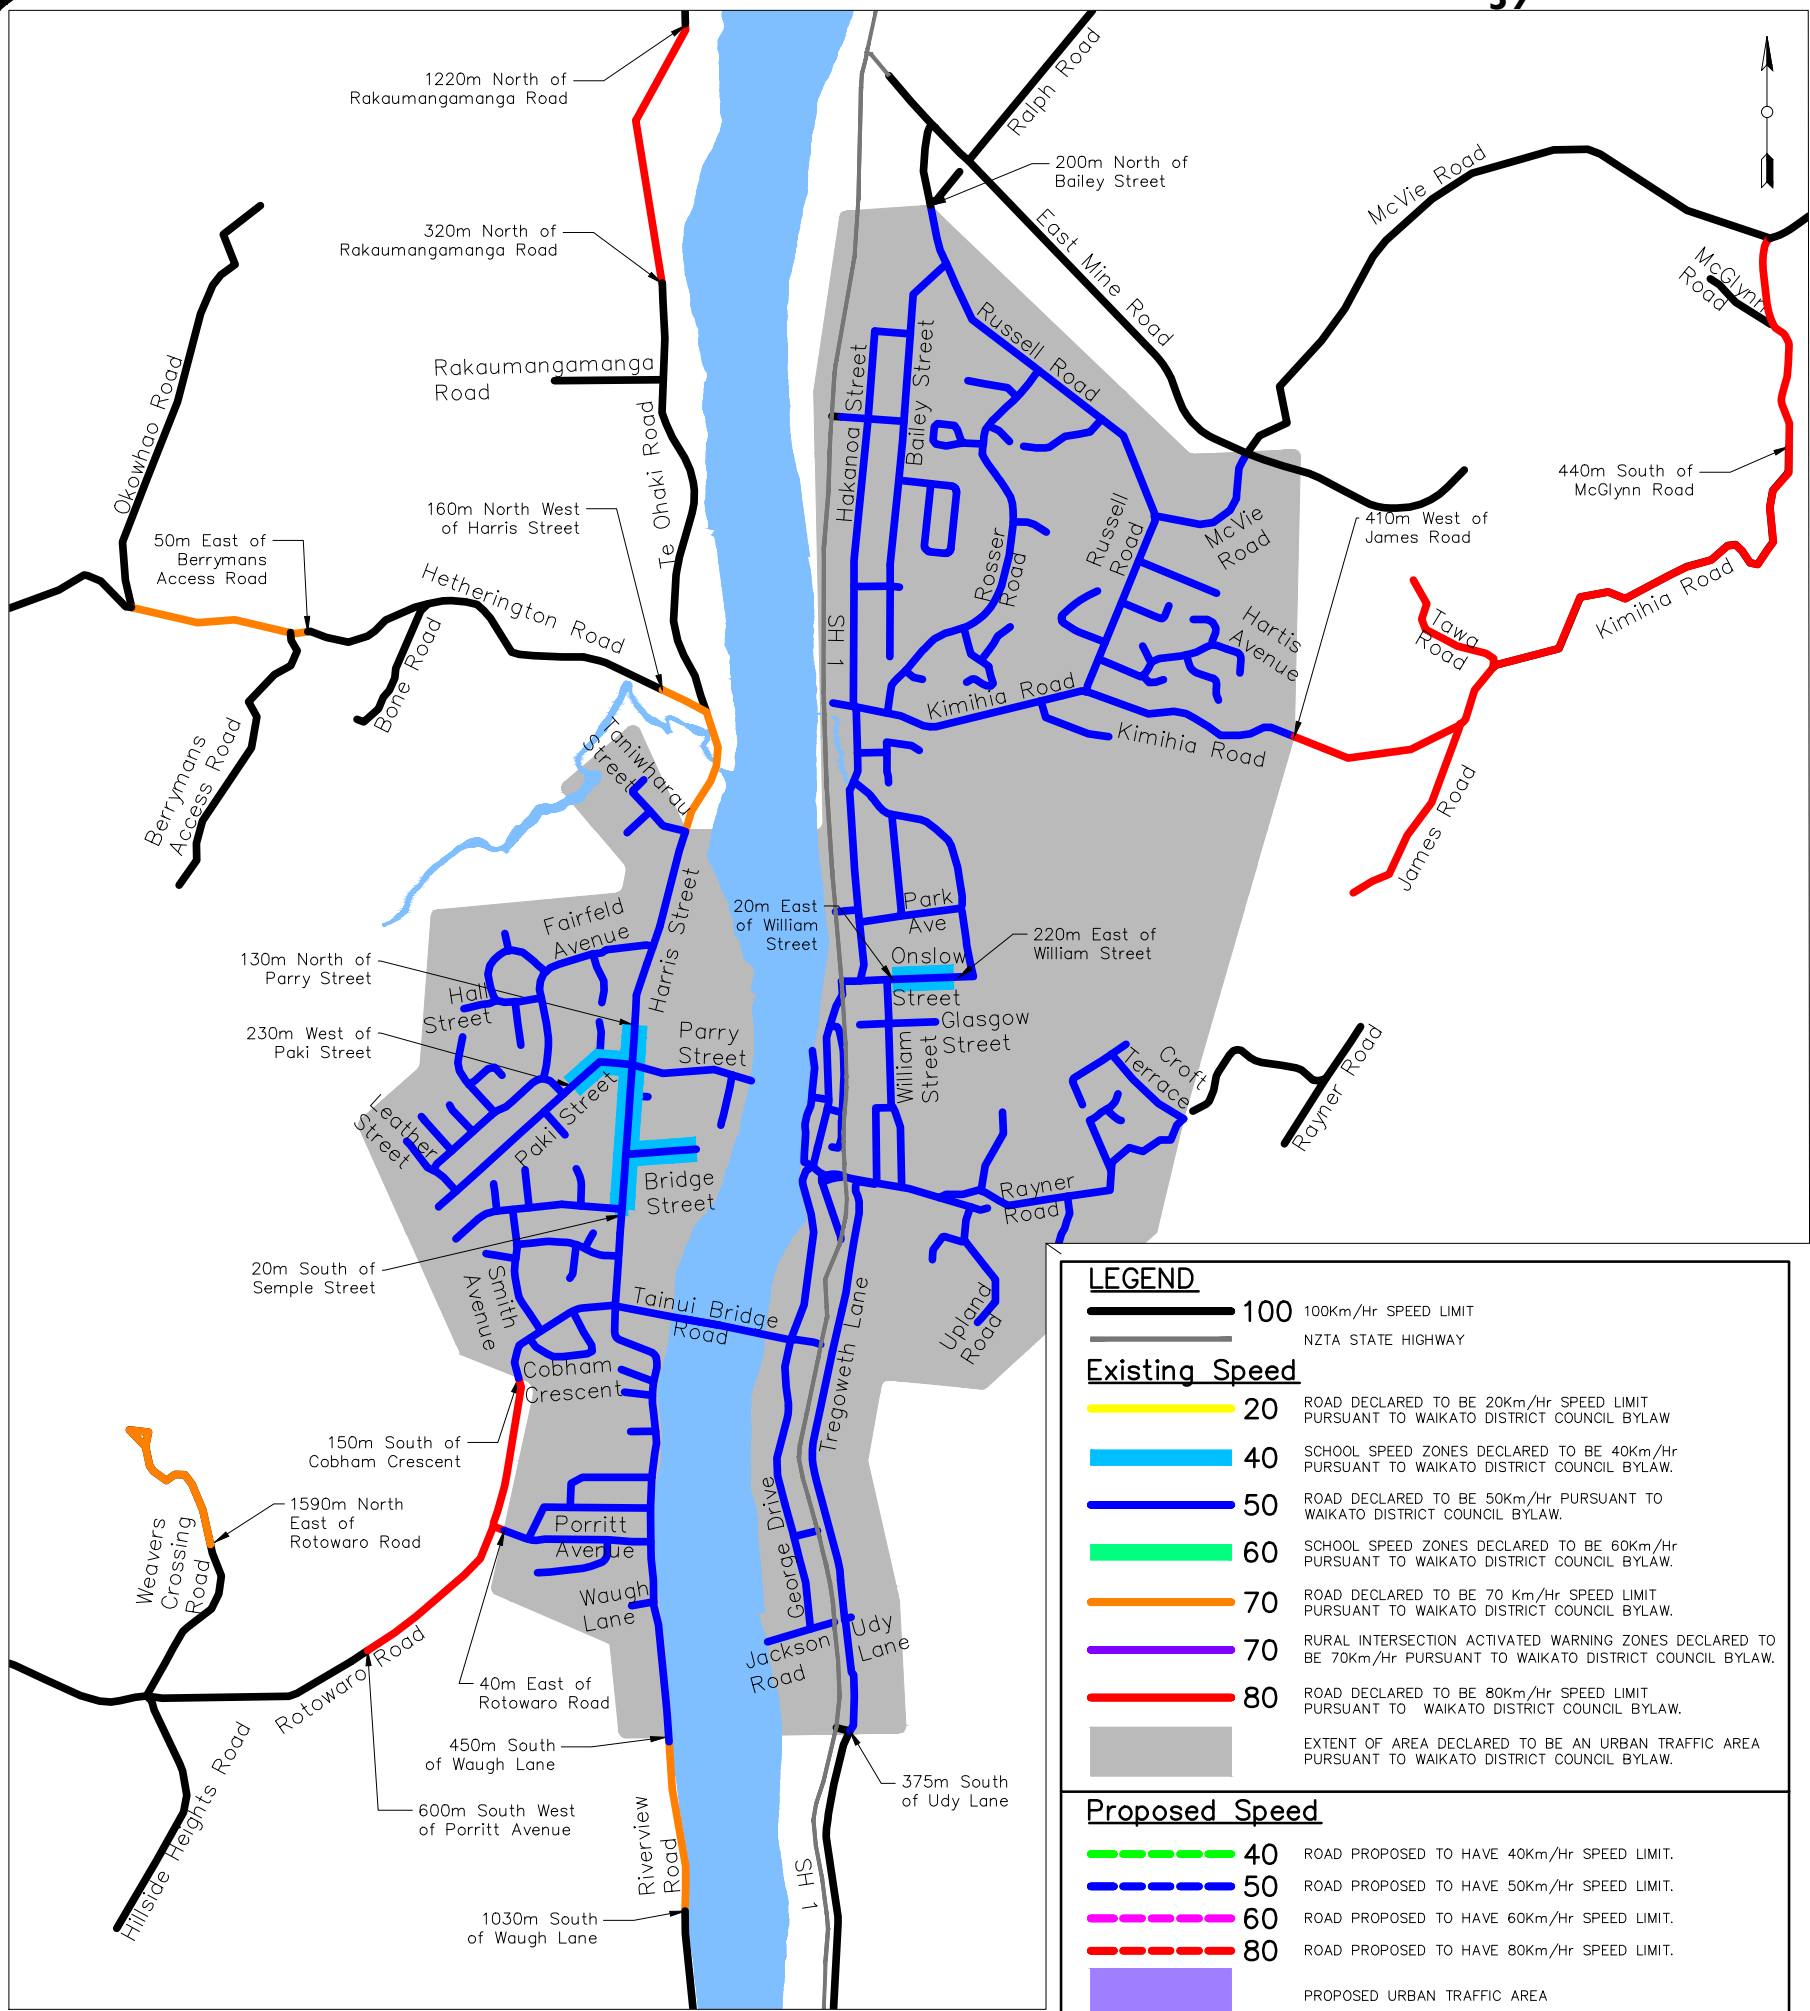 37
1220m North of
Rakaumangamanga Road
Ralph Road
200m North of
Bailey Street
McVie Road
320m North of
Rakaumangamanga Road
East Mine Road
McGlynn
Road
Okowhao Road
Rakaumangamanga
Road
Te Ohaki Road
Hakanoa Street
Bailey Street
Russell Road
440m South of
McGlynn Road
160m North West
of Harris Street
410m West of
James Road
50m East of
Berrymans
Access Road
Hetherington Road
Bone Road
Berrymans
Access Road
SH 1
Rosser
Road
Russell
Road
McVie
Road
Hartis
Avenue
Tawa
Road
Kimihia Road
Kimihia Road
Kimihia Road
James Road
Taniwharau
Street
Harris Street
Fairfeld
Avenue
20m East
of William
Street
Park
Ave
220m East of
William Street
Onslow
Street
130m North of
Parry Street
Hall
Street
Parry
Street
Glasgow
Street
William
Street
230m West of
Paki Street
Croft
Terrace
Rayner Road
Leather
Street
Paki Street
Bridge
Street
Rayner
Road
20m South of
Semple Street
Smith
Avenue
Tainui Bridge
Road
Tregoweth Lane
Upland
Road
Cobham
Crescent
150m South of
Cobham Crescent
1590m North
East of
Rotowaro Road
Weavers
Crossing
Road
Porritt
Avenue
George Drive
Waugh
Lane
Jackson
Road
Udy
Lane
Rotowaro Road
40m East of
Rotowaro Road
450m South
of Waugh Lane
Hillside Heights Road
600m South West
of Porritt Avenue
375m South
of Udy Lane
Riverview
Road
SH 1
1030m South
of Waugh Lane
LEGEND
100 100Km/Hr SPEED LIMIT
NZTA STATE HIGHWAY
Existing Speed
20 ROAD DECLARED TO BE 20Km/Hr SPEED LIMIT
PURSUANT TO WAIKATO DISTRICT COUNCIL BYLAW
40 SCHOOL SPEED ZONES DECLARED TO BE 40Km/Hr
PURSUANT TO WAIKATO DISTRICT COUNCIL BYLAW.
50 ROAD DECLARED TO BE 50Km/Hr PURSUANT TO
WAIKATO DISTRICT COUNCIL BYLAW.
60 SCHOOL SPEED ZONES DECLARED TO BE 60Km/Hr
PURSUANT TO WAIKATO DISTRICT COUNCIL BYLAW.
70 ROAD DECLARED TO BE 70 Km/Hr SPEED LIMIT
PURSUANT TO WAIKATO DISTRICT COUNCIL BYLAW.
70 RURAL INTERSECTION ACTIVATED WARNING ZONES DECLARED TO
BE 70Km/Hr PURSUANT TO WAIKATO DISTRICT COUNCIL BYLAW.
80 ROAD DECLARED TO BE 80Km/Hr SPEED LIMIT
PURSUANT TO WAIKATO DISTRICT COUNCIL BYLAW.
EXTENT OF AREA DECLARED TO BE AN URBAN TRAFFIC AREA
PURSUANT TO WAIKATO DISTRICT COUNCIL BYLAW.
Proposed Speed
40 ROAD PROPOSED TO HAVE 40Km/Hr SPEED LIMIT.
50 ROAD PROPOSED TO HAVE 50Km/Hr SPEED LIMIT.
60 ROAD PROPOSED TO HAVE 60Km/Hr SPEED LIMIT.
80 ROAD PROPOSED TO HAVE 80Km/Hr SPEED LIMIT.
PROPOSED URBAN TRAFFIC AREA